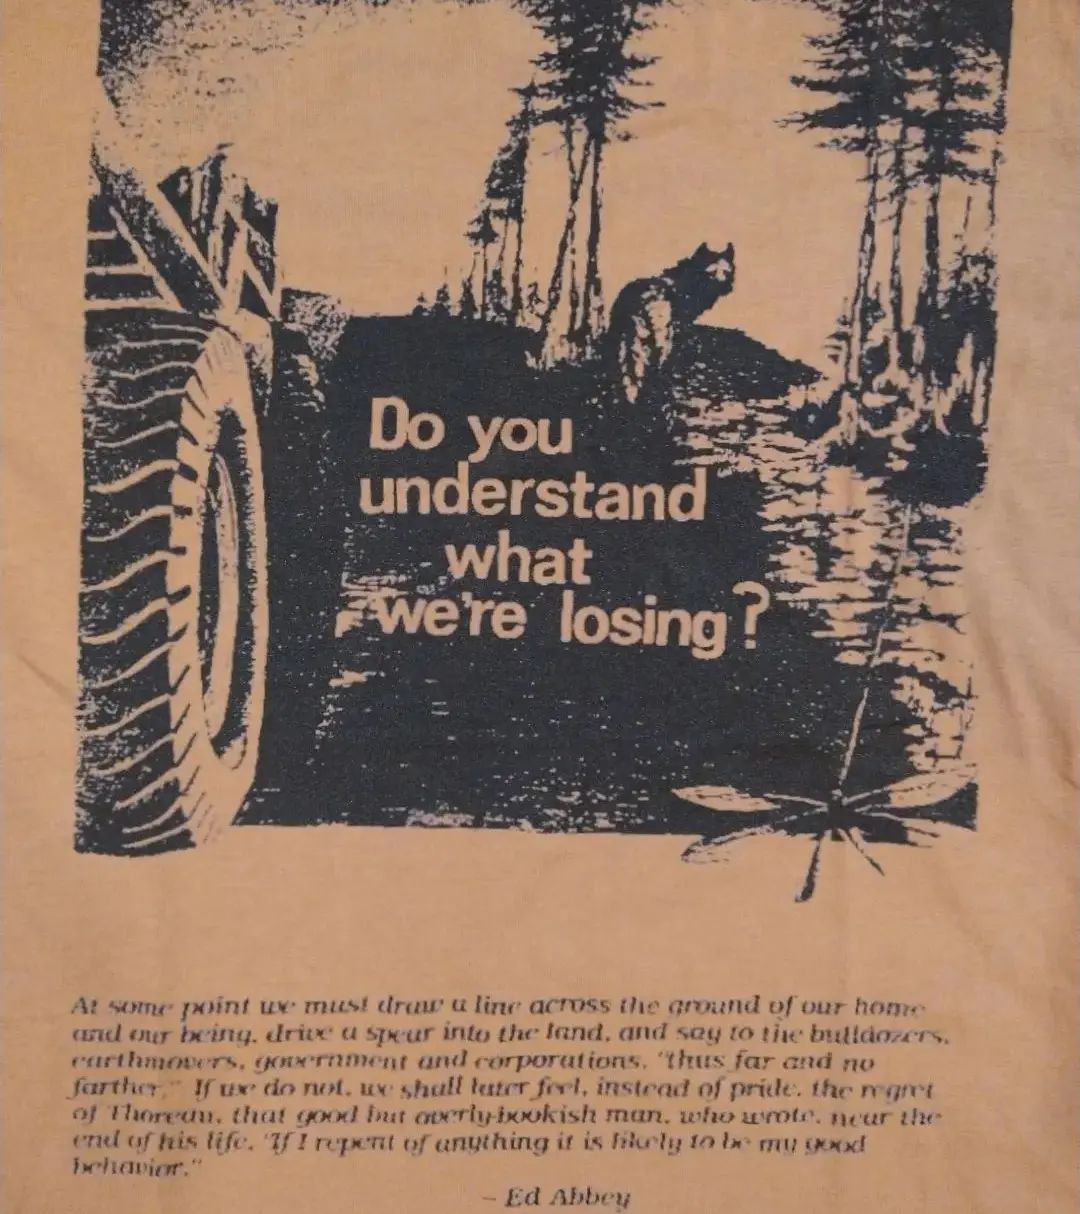 Do you
understand
what
we're losing?
At some point we must draw a line across the ground of our home
and our being, drive a spear into the land, and say to the bulldozers,
earthmovers, government and corporations, "thus far and no
farther." If we do not, we shall later feel, instead of pride, the regret
of Thoreau, that good but overly-bookish man, who wrote, near the
end of his life, "If I repent of anything it is likely to be my good
behavior."
– Ed Abbey